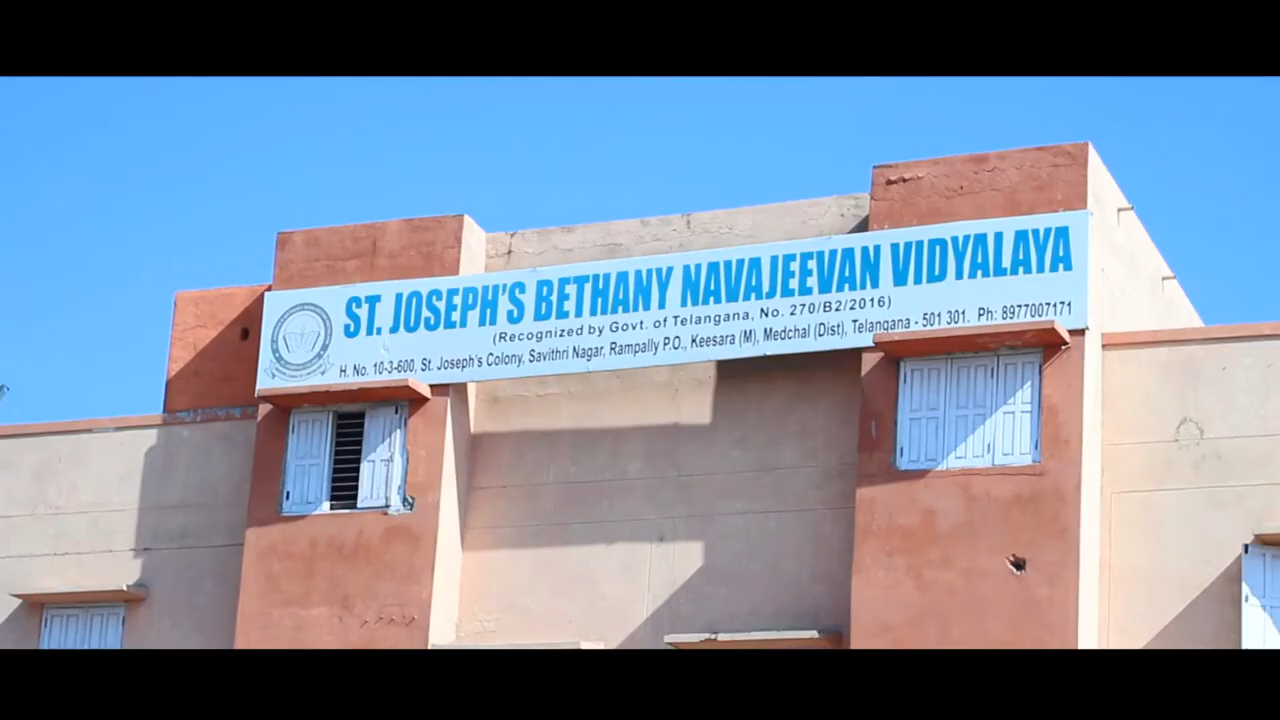 ST. JOSEPH'S BETHANY NAVAJEEVAN VIDYALAYA
(Recognized by Govt. of Telangana, No. 270/B2/2016)
H. No. 10-3-600, St. Joseph's Colony, Savithri Nagar, Rampally P.O., Keesara (M), Medchal (Dist), Telangana - 501 301. Ph: 8977007171